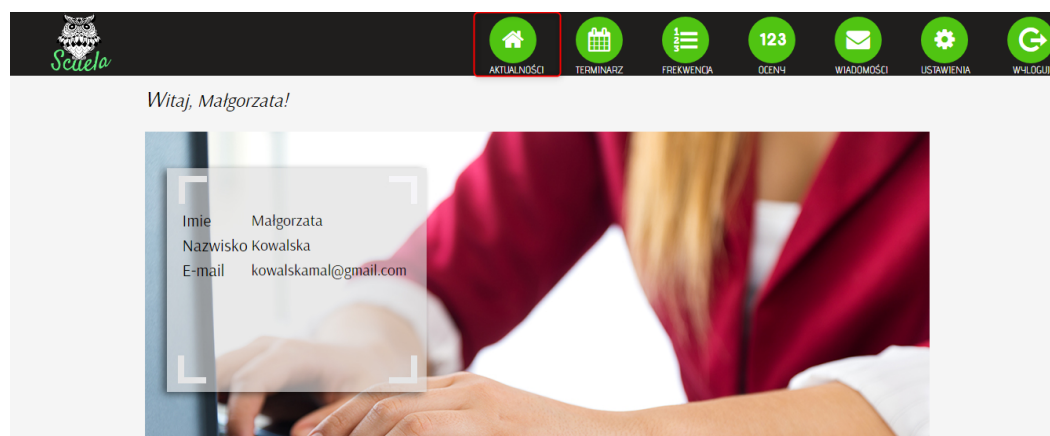 Scuela
123
AKTUALNOŚCI TERMINARZ FREKWENCJA OCENY WIADOMOŚCI USTAWIENIA WYLOGUJ
Witaj, Małgorzata!
Imie Małgorzata
Nazwisko Kowalska
E-mail kowalskamal@gmail.com